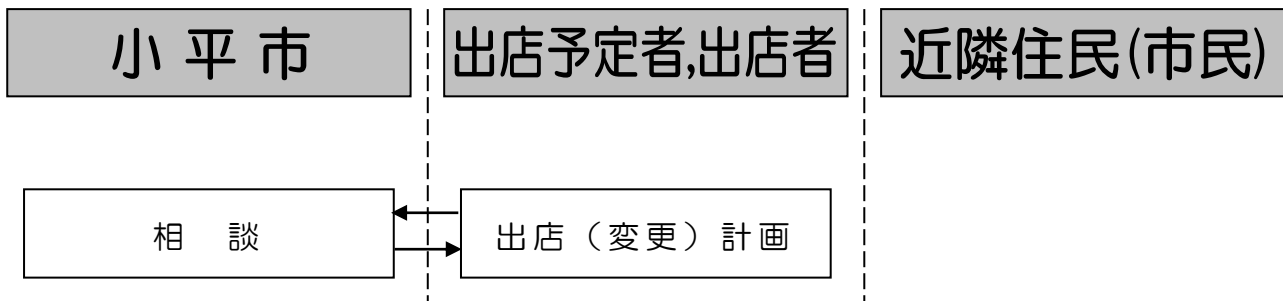 小平市
出店予定者,出店者
近隣住民(市民)
相　談
出店（変更）計画